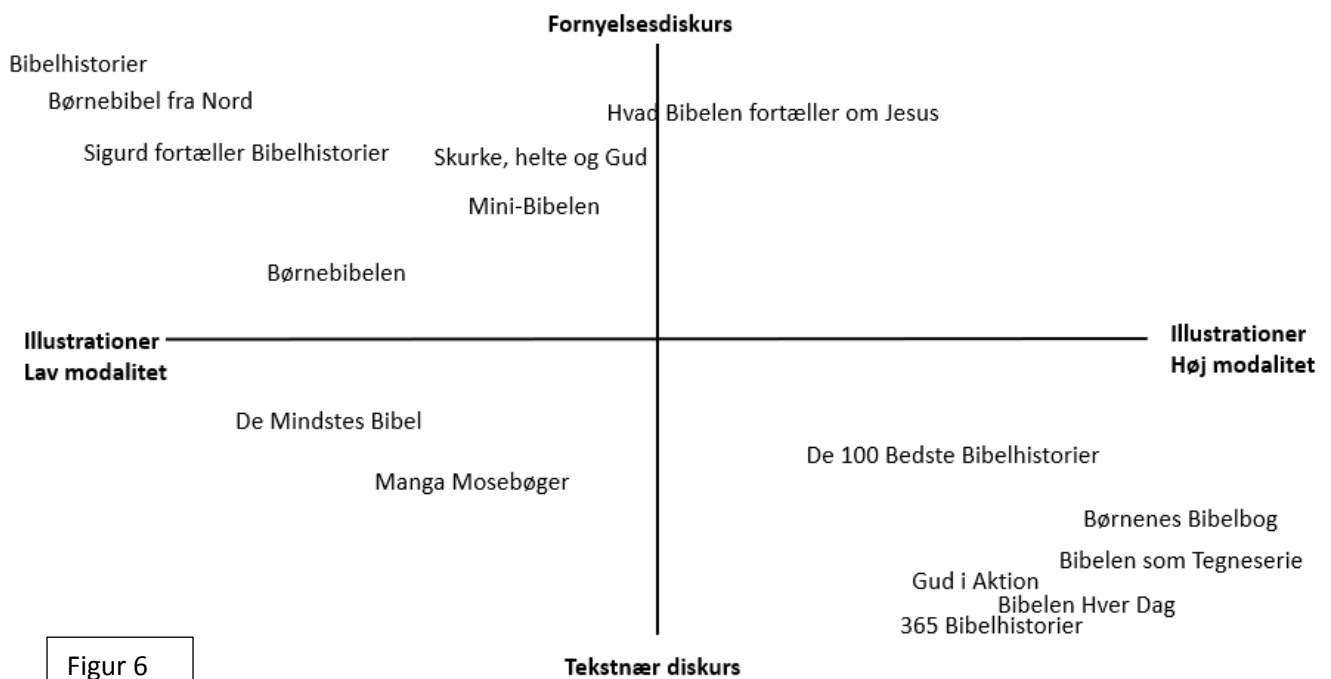 Fornyelsesdiskurs
Bibelhistorier
Børnebibel fra Nord
Hvad Bibelen fortæller om Jesus
Sigurd fortæller Bibelhistorier
Skurke, helte og Gud
Mini-Bibelen
Børnebibelen
Illustrationer
Lav modalitet
Illustrationer
Høj modalitet
De Mindstes Bibel
De 100 Bedste Bibelhistorier
Manga Mosebøger
Børnenes Bibelbog
Bibelen som Tegneserie
Gud i Aktion
Bibelen Hver Dag
365 Bibelhistorier
Figur 6
Tekstnær diskurs